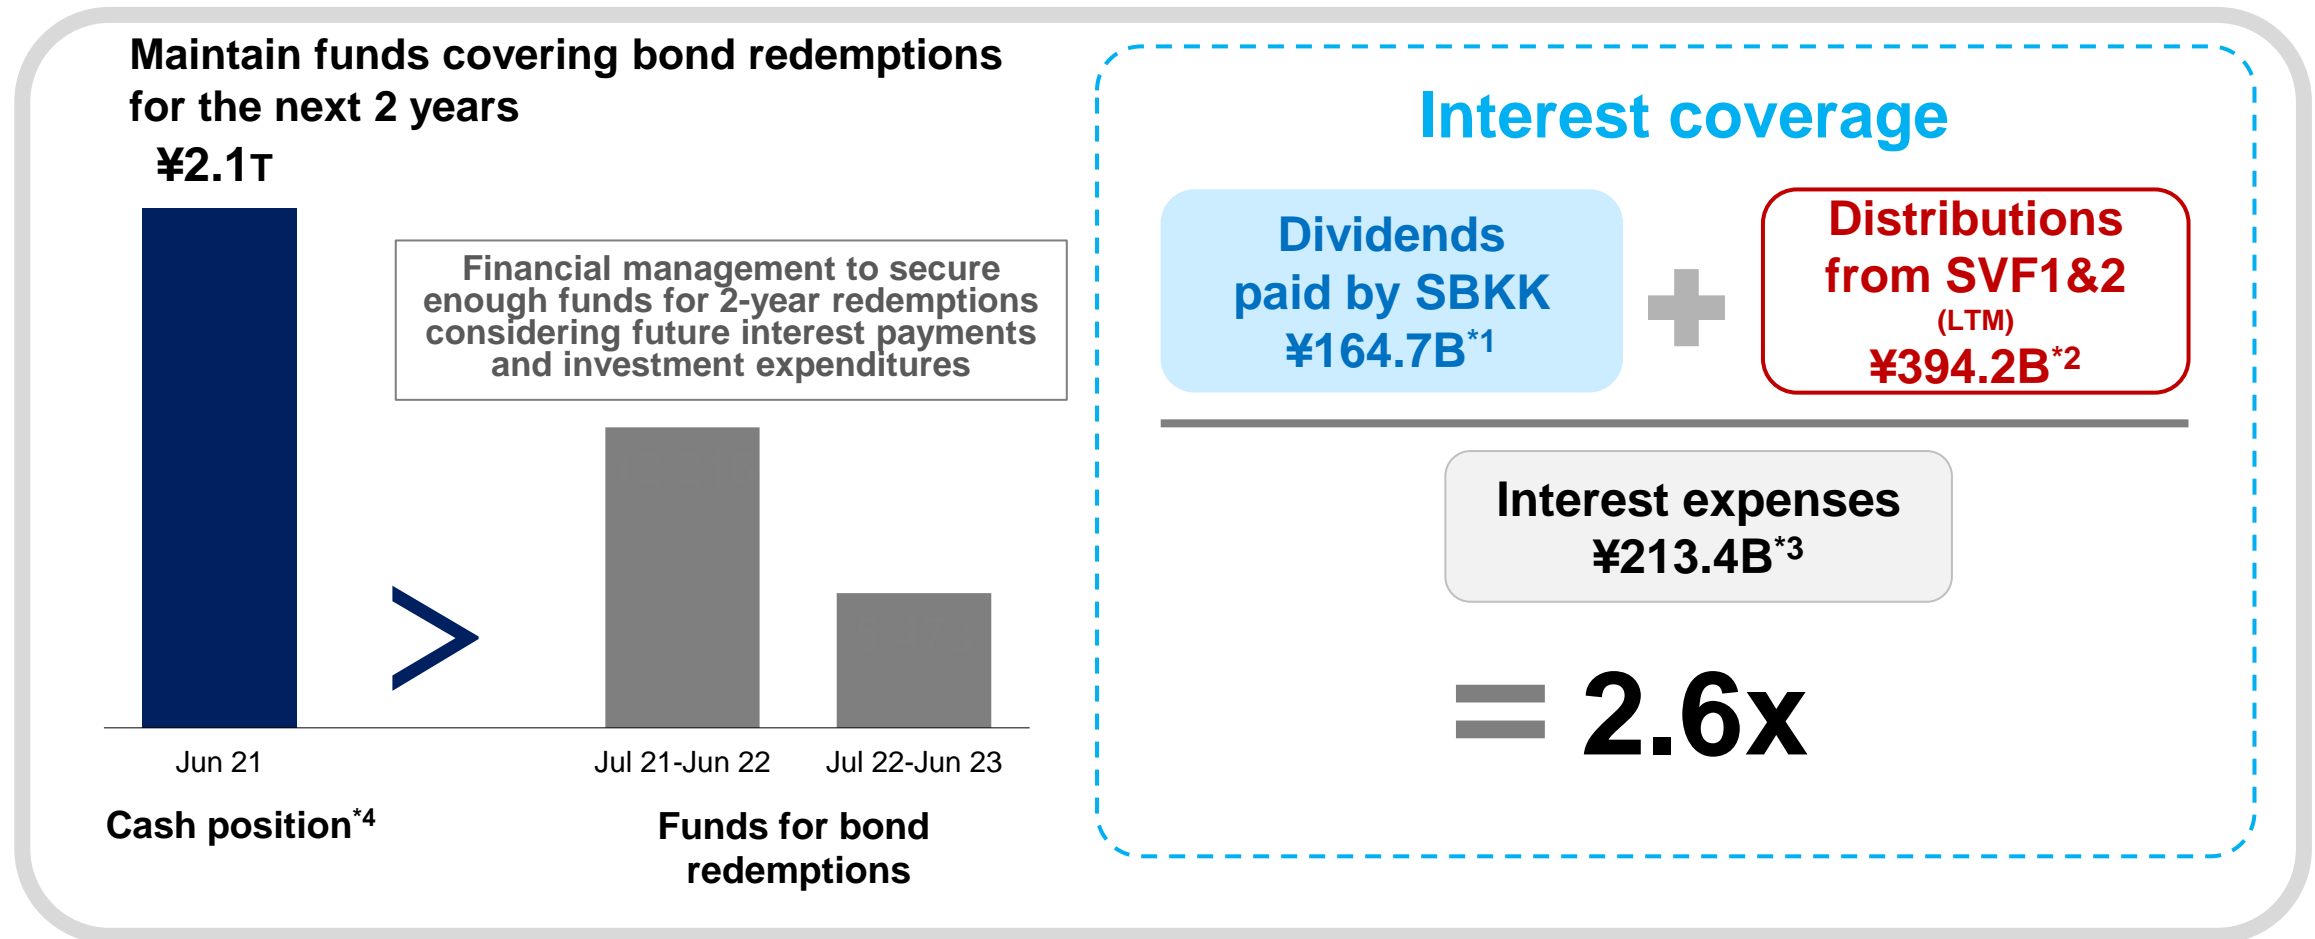 Maintain funds covering bond redemptions
for the next 2 years
¥2.1T
Financial management to secure
enough funds for 2-year redemptions
considering future interest payments
and investment expenditures
>
Jun 21
Jul 21-Jun 22
Jul 22-Jun 23
Cash position*4
Funds for bond
redemptions
Interest coverage
Dividends
paid by SBKK
¥164.7B*1
+
Distributions
from SVF1&2
(LTM)
¥394.2B*2
Interest expenses
¥213.4B*3
= 2.6x